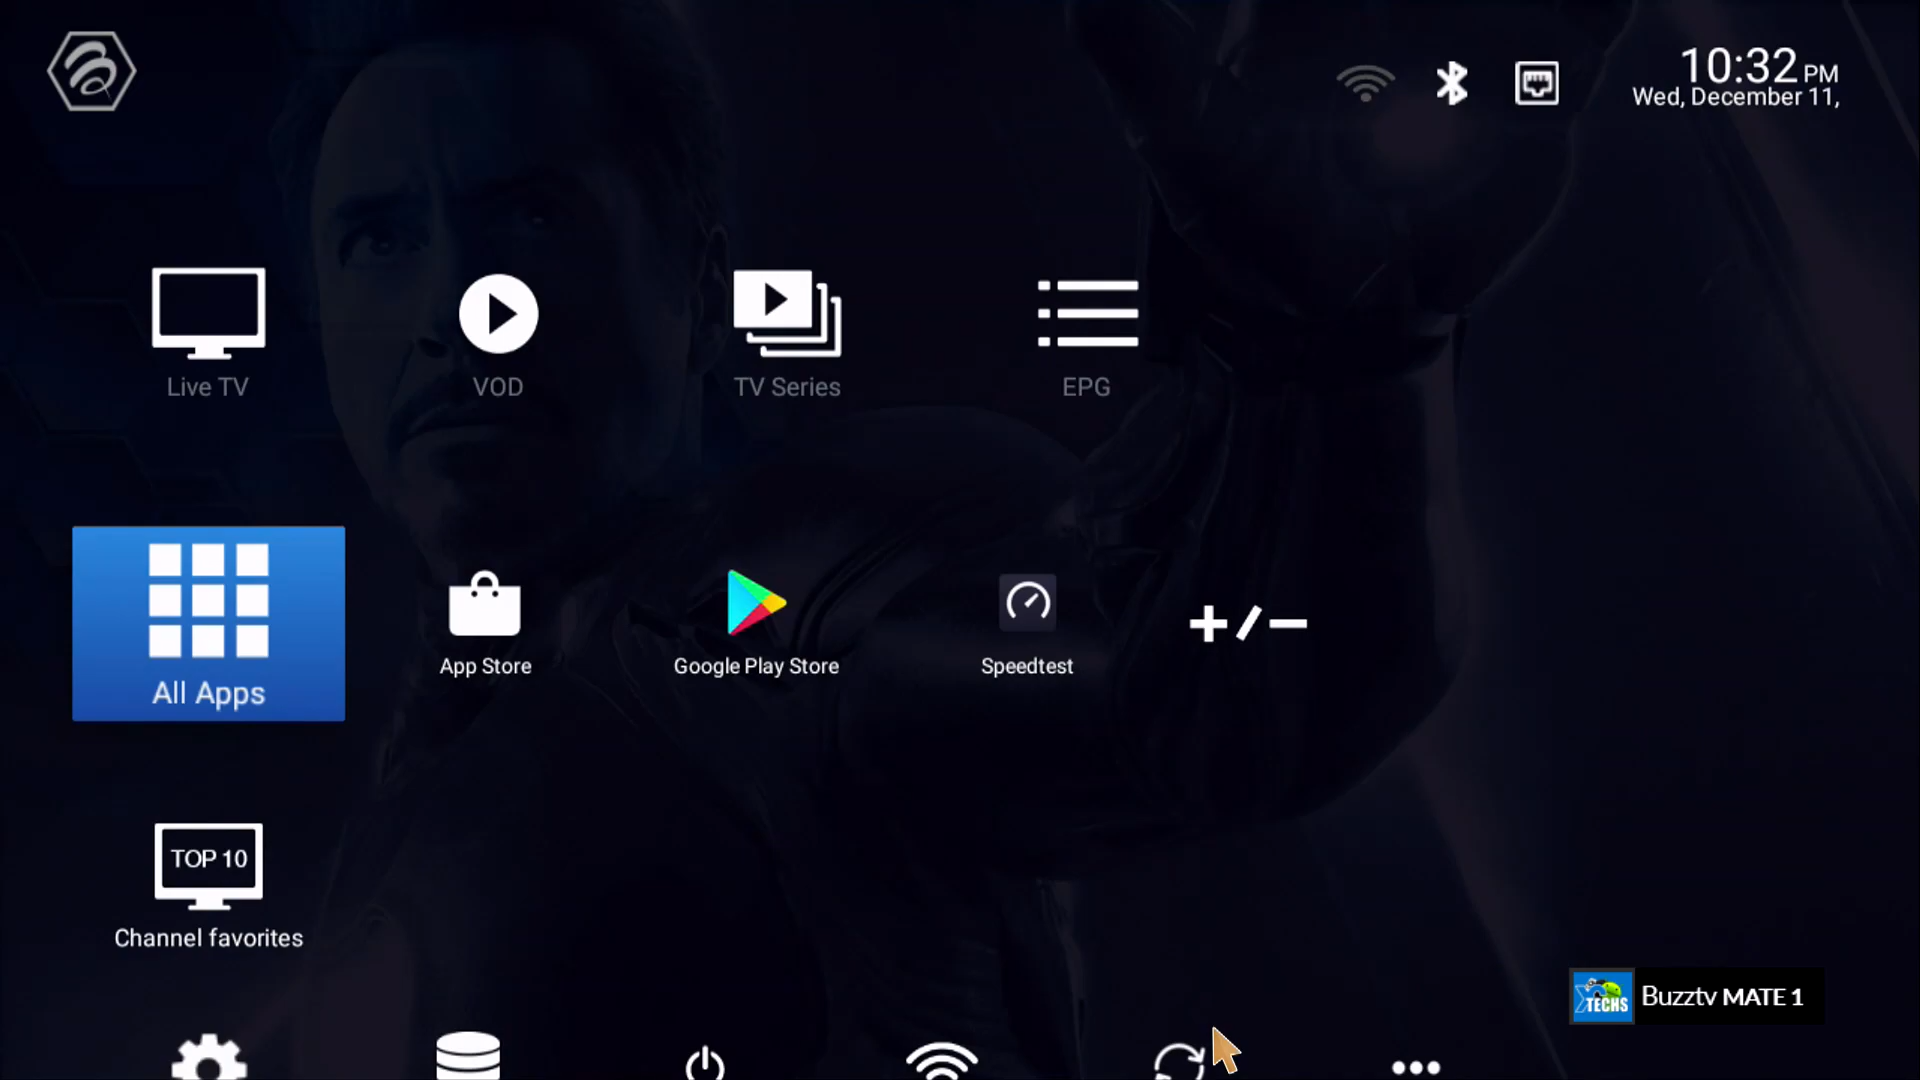 10:32 PM
Wed, December 11,
Live TV
VOD
TV Series
EPG
All Apps
App Store
Google Play Store
Speedtest
+/−
TOP 10
Channel favorites
XTECHS
Buzztv MATE 1